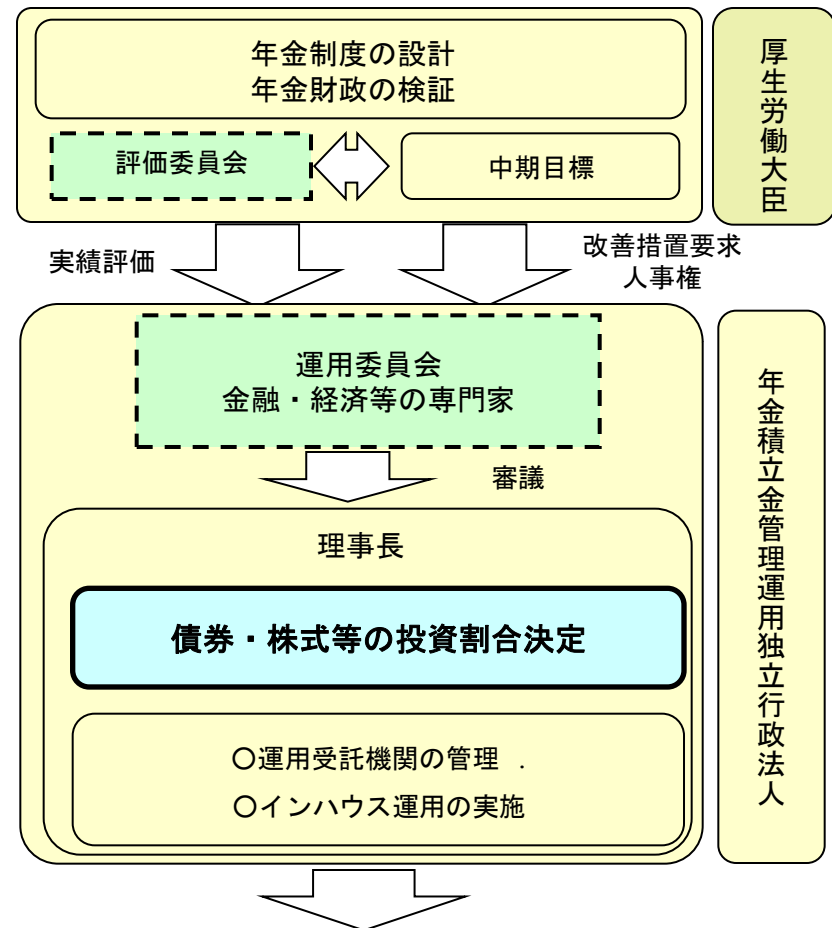 年金制度の設計
年金財政の検証
厚生労働大臣
評価委員会
中期目標
実績評価
改善措置要求
人事権
運用委員会
金融・経済等の専門家
審議
年金積立金管理運用独立行政法人
理事長
債券・株式等の投資割合決定
○運用受託機関の管理 .
○インハウス運用の実施